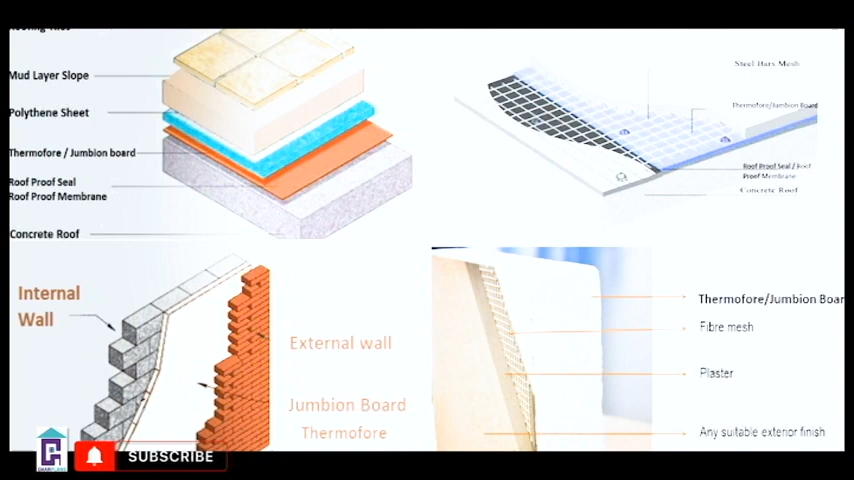 Roofing Tiles
Mud Layer Slope
Polythene Sheet
Thermofore / Jumbion board
Roof Proof Seal
Roof Proof Membrane
Concrete Roof
Steel Bars Mesh
Thermofore/Jumbion Board
Roof Proof Seal / Roof
Proof Membrane
Concrete Roof
Internal
Wall
External wall
Jumbion Board
Thermofore
Thermofore/Jumbion Boar
Fibre mesh
Plaster
Any suitable exterior finish
SUBSCRIBE